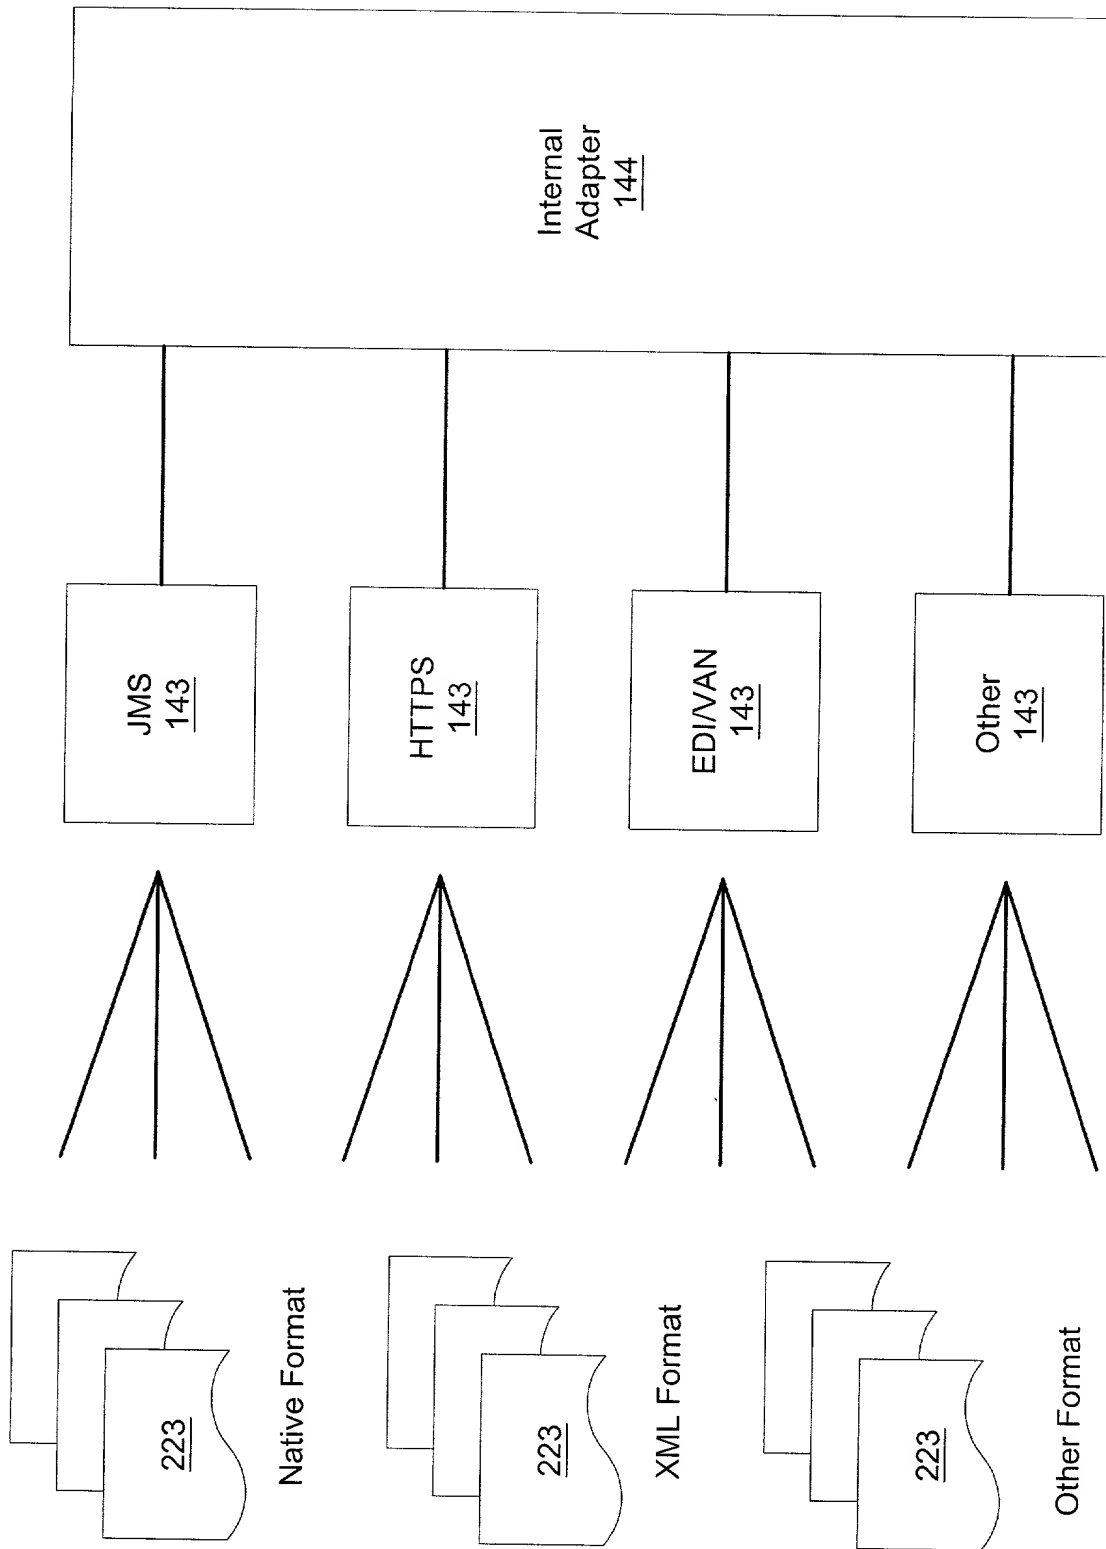 Internal
Adapter
144
JMS
143
HTTPS
143
EDI/VAN
143
Other
143
223
Native Format
223
XML Format
223
Other Format